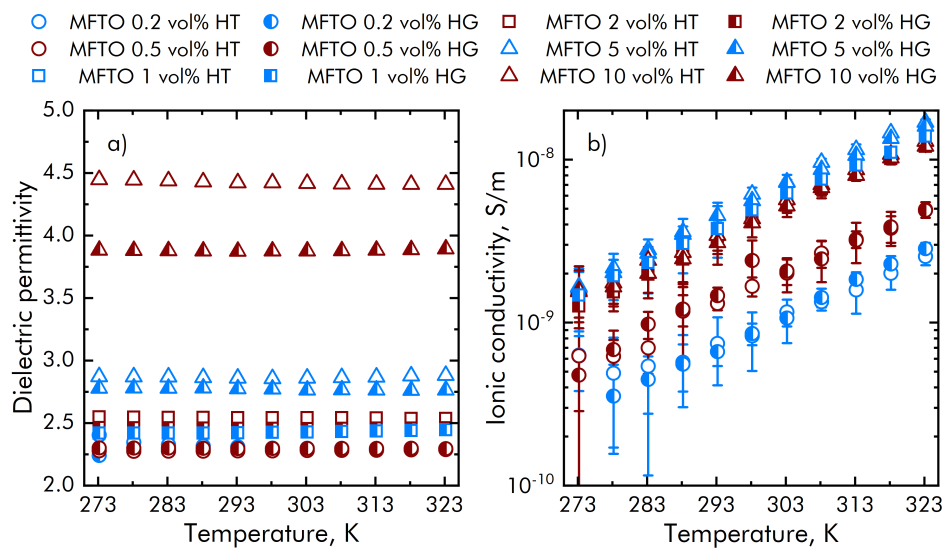 MFTO 0.2 vol% HT MFTO 0.2 vol% HG MFTO 2 vol% HT MFTO 2 vol% HG
MFTO 0.5 vol% HT MFTO 0.5 vol% HG MFTO 5 vol% HT MFTO 5 vol% HG
MFTO 1 vol% HT MFTO 1 vol% HG MFTO 10 vol% HT MFTO 10 vol% HG
a)
Dielectric permittivity
5.0
4.5
4.0
3.5
3.0
2.5
2.0
273 283 293 303 313 323
Temperature, K
b)
Ionic conductivity, S/m
10⁻⁸
10⁻⁹
10⁻¹⁰
273 283 293 303 313 323
Temperature, K